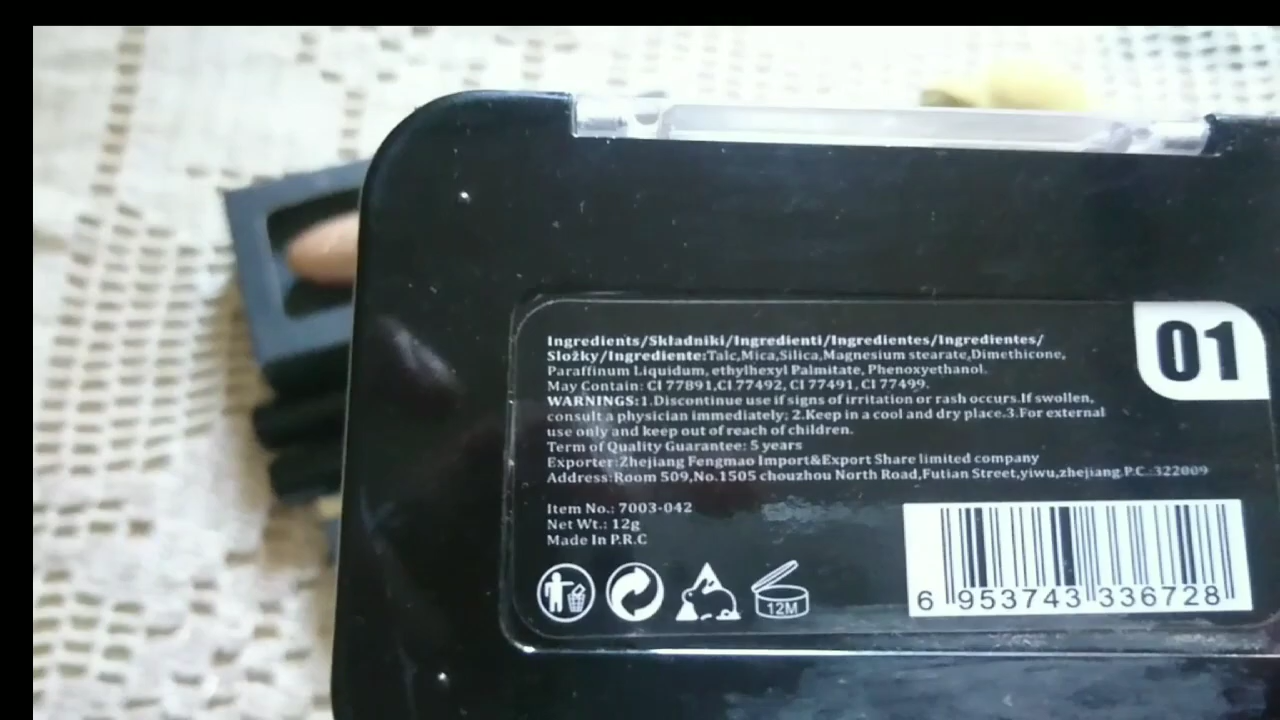 01
Ingredients/Składniki/Ingredienti/Ingredientes/Ingredientes/
Složky/Ingrediente:Talc,Mica,Silica,Magnesium stearate,Dimethicone,
Paraffinum Liquidum, ethylhexyl Palmitate, Phenoxyethanol.
May Contain: CI 77891,CI 77492, CI 77491, CI 77499.
WARNINGS:1.Discontinue use if signs of irritation or rash occurs.If swollen,
consult a physician immediately; 2.Keep in a cool and dry place.3.For external
use only and keep out of reach of children.
Term of Quality Guarantee: 5 years
Exporter:Zhejiang Fengmao Import&Export Share limited company
Address:Room 509,No.1505 chouzhou North Road,Futian Street,yiwu,zhejiang.P.C.:322009
Item No.: 7003-042
Net Wt.: 12g
Made In P.R.C
12M
6 953743 336728